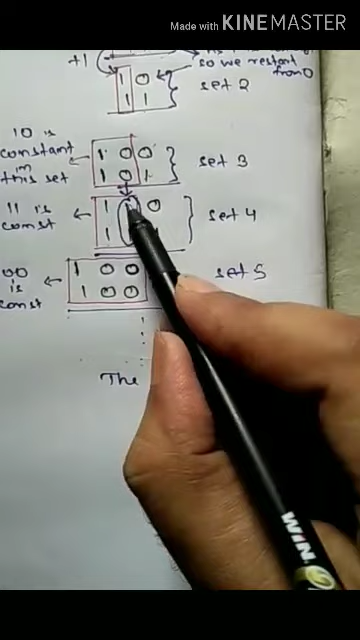 Made with KINEMASTER
+1
so we restart
from 0
1 0
1 1
set 2
10 is
constant
in
this set
1 0 0
1 0 1
set 3
11 is
const
1 0
1
set 4
00
is
const
1 0 0
1 0 0
set 5
The
WIN